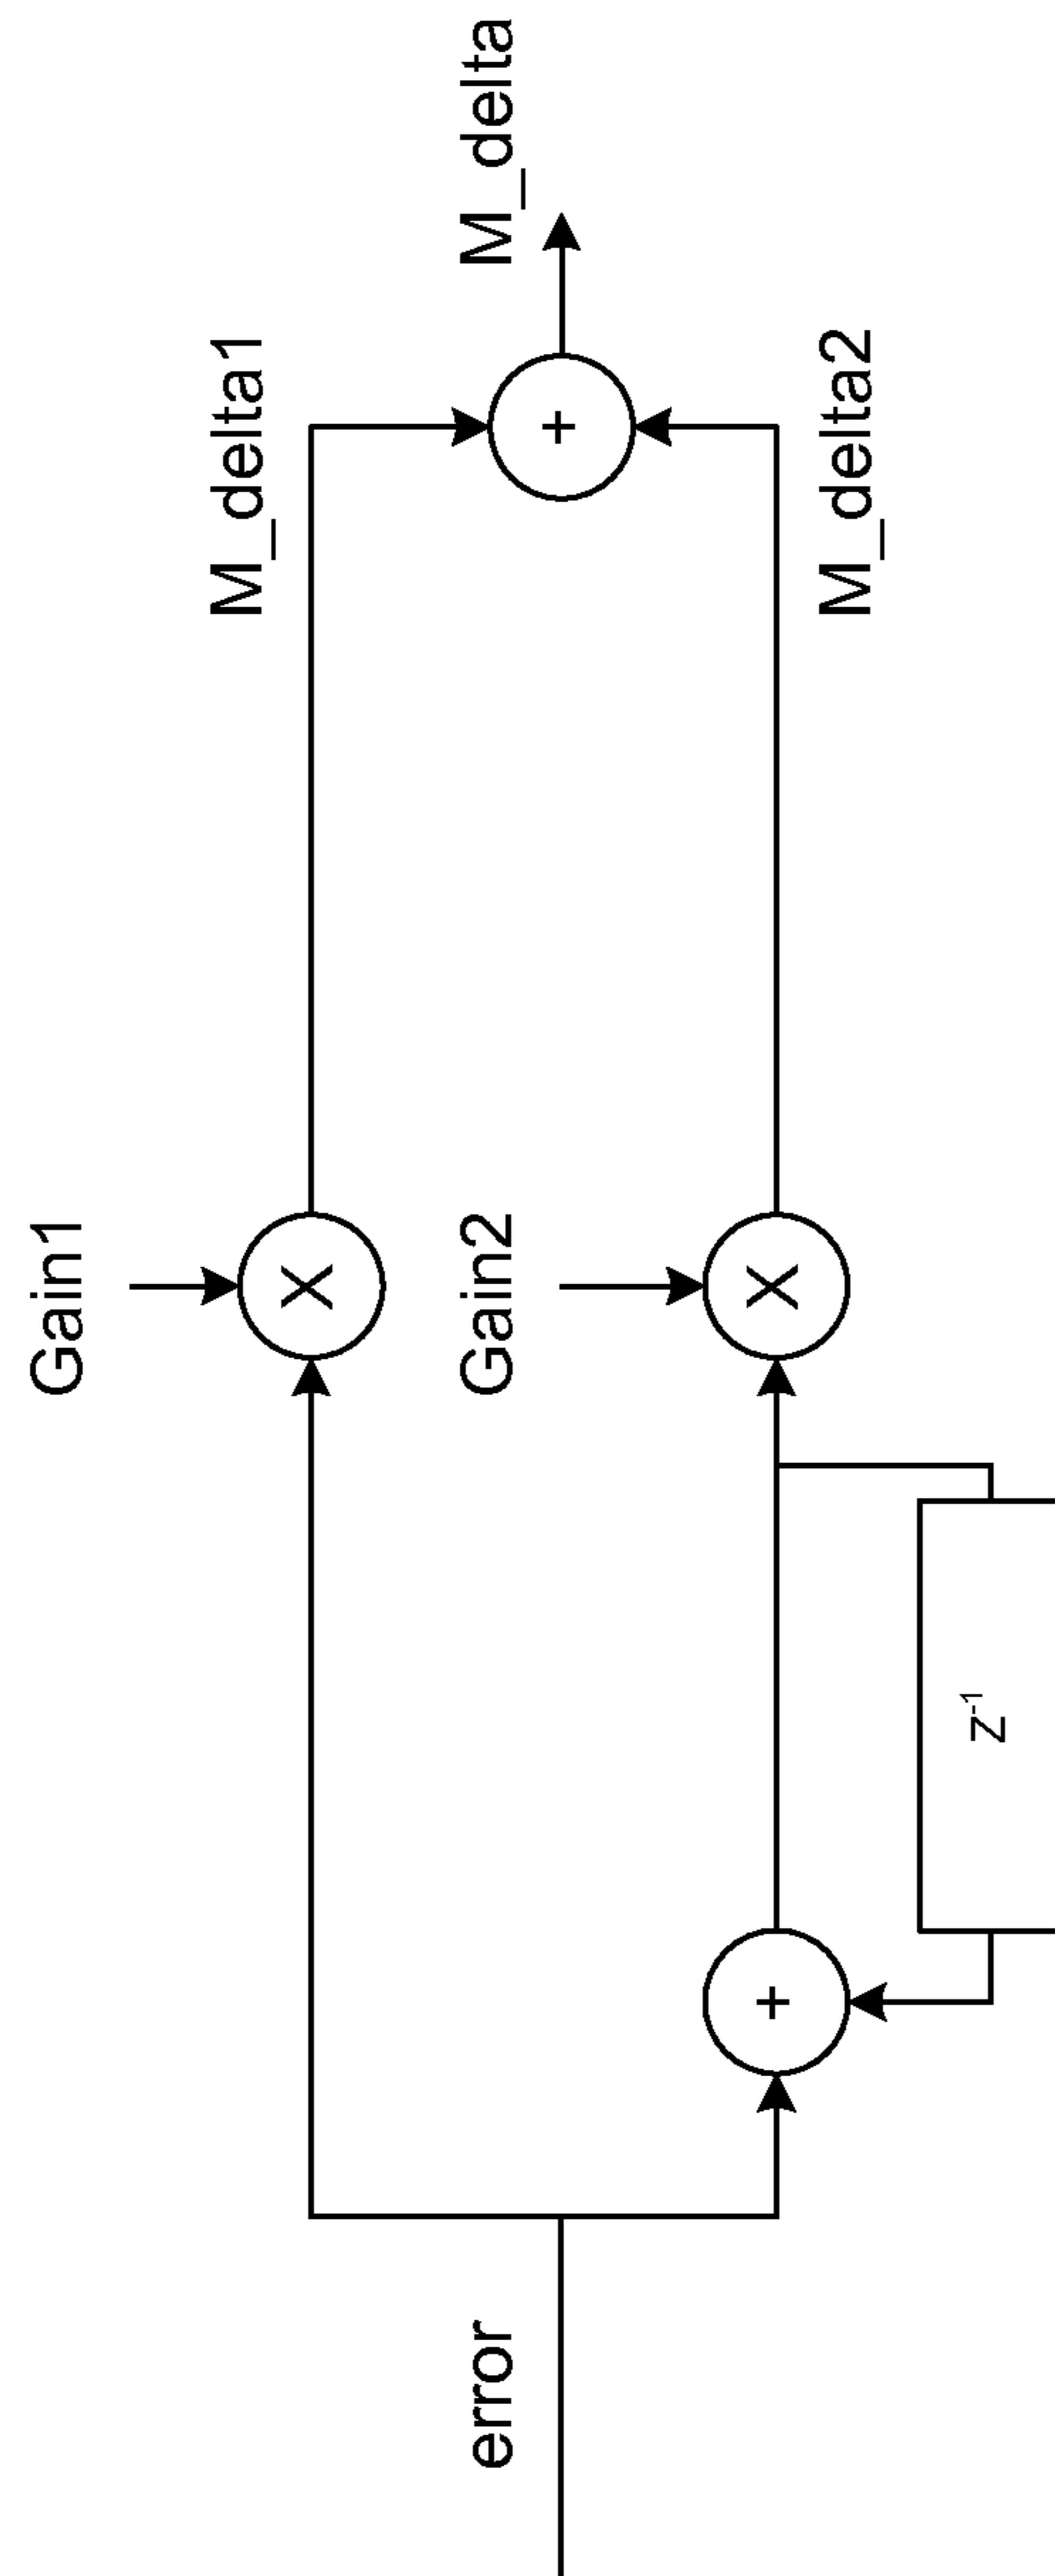 Gain1
M_delta1
X
error
Gain2
M_delta
+
X
+
M_delta2
z⁻¹